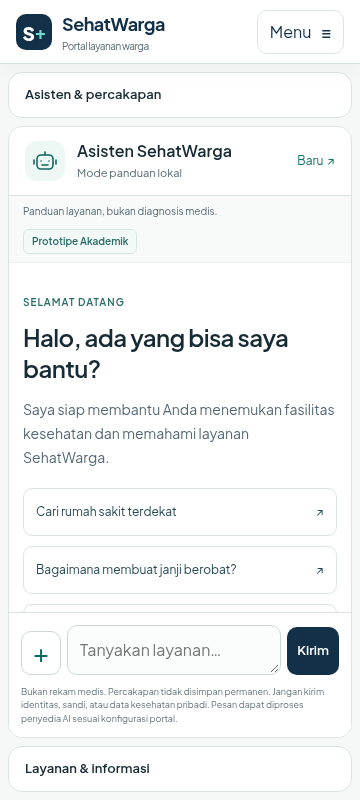 S+
SehatWarga
Portal layanan warga
Menu ≡
Asisten & percakapan
Asisten SehatWarga
Mode panduan lokal
Baru ↗
Panduan layanan, bukan diagnosis medis.
Prototipe Akademik
SELAMAT DATANG
Halo, ada yang bisa saya
bantu?
Saya siap membantu Anda menemukan fasilitas
kesehatan dan memahami layanan
SehatWarga.
Cari rumah sakit terdekat ↗
Bagaimana membuat janji berobat? ↗
+
Tanyakan layanan...
Kirim
Bukan rekam medis. Percakapan tidak disimpan permanen. Jangan kirim
identitas, sandi, atau data kesehatan pribadi. Pesan dapat diproses
penyedia AI sesuai konfigurasi portal.
Layanan & informasi